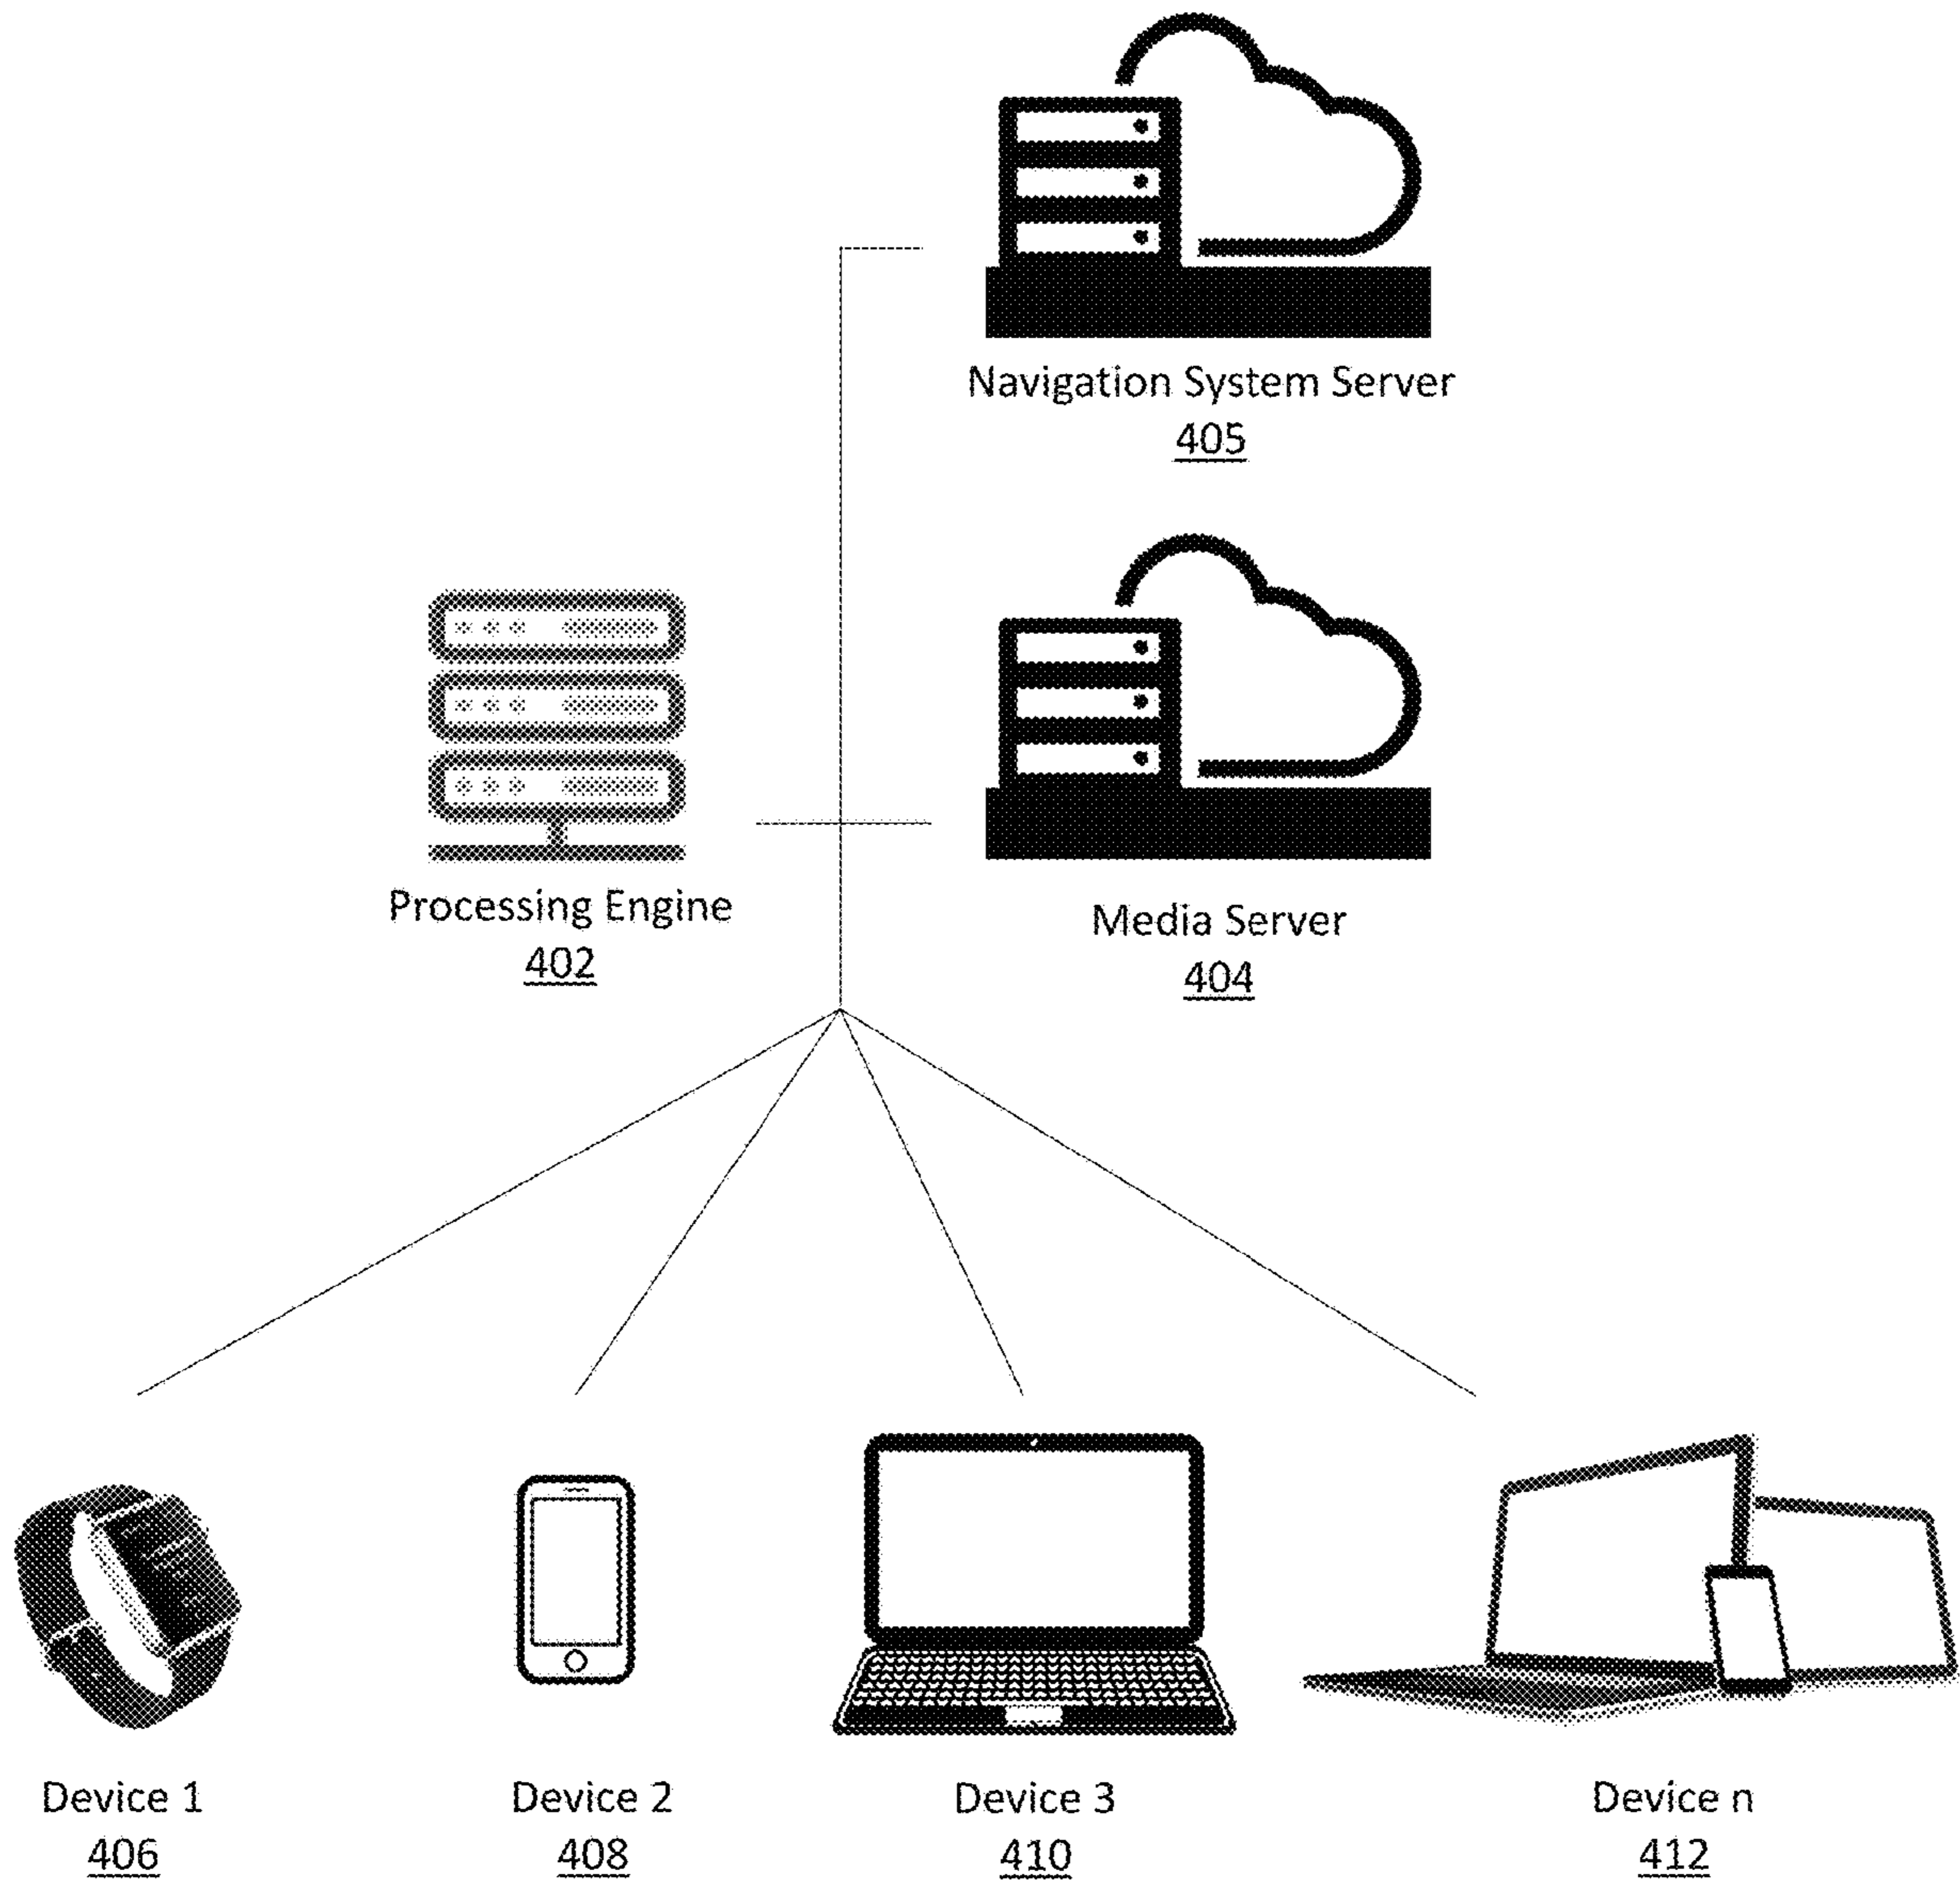 Navigation System Server
405
Processing Engine
402
Media Server
404
Device 1
406
Device 2
408
Device 3
410
Device n
412